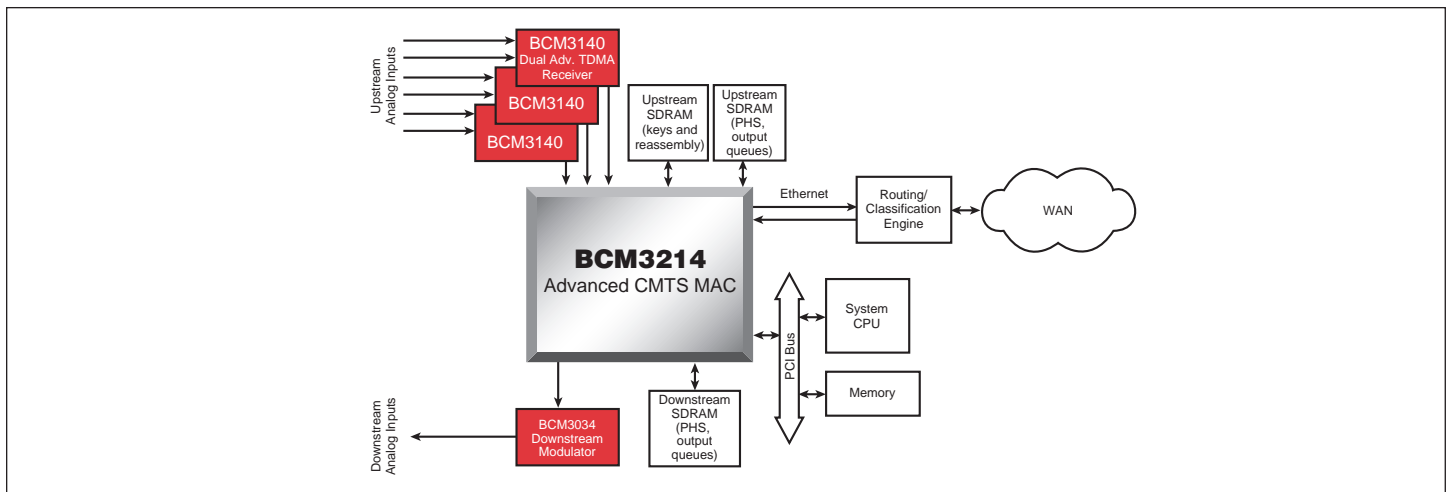 Upstream
Analog Inputs
BCM3140
Dual Adv. TDMA
Receiver
BCM3140
BCM3140
Upstream
SDRAM
(keys and
reassembly)
Upstream
SDRAM
(PHS,
output
queues)
Ethernet
Routing/
Classification
Engine
WAN
BCM3214
Advanced CMTS MAC
PCI Bus
System
CPU
Memory
Downstream
SDRAM
(PHS,
output
queues)
BCM3034
Downstream
Modulator
Downstream
Analog Inputs